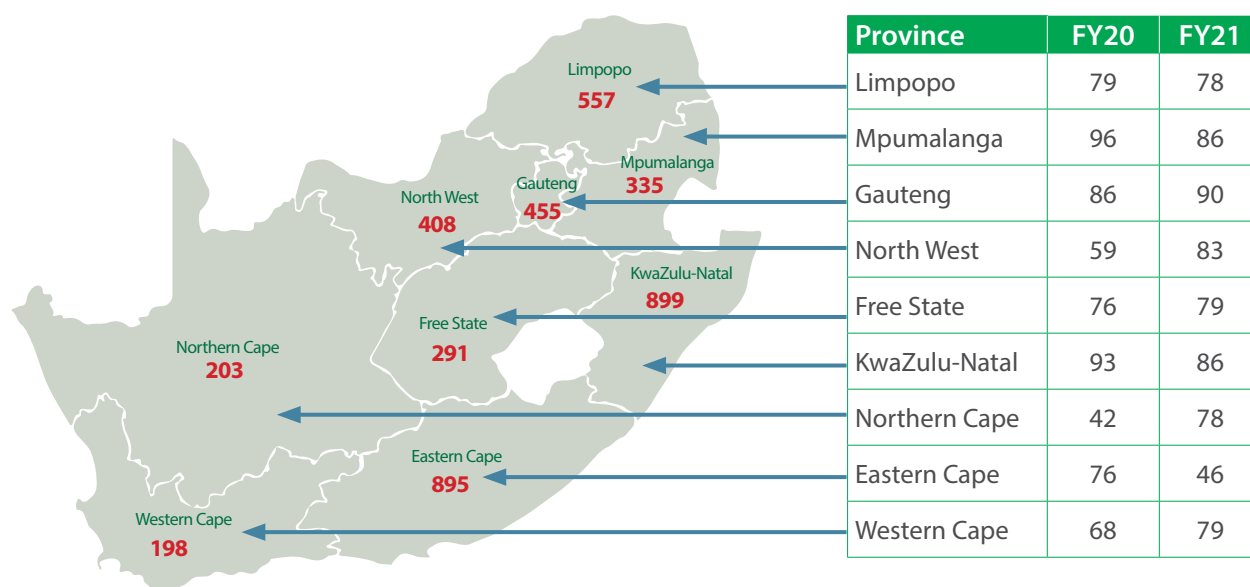 Limpopo
557
Mpumalanga
335
Gauteng
455
North West
408
KwaZulu-Natal
899
Free State
291
Northern Cape
203
Eastern Cape
895
Western Cape
198
Province FY20 FY21
Limpopo 79 78
Mpumalanga 96 86
Gauteng 86 90
North West 59 83
Free State 76 79
KwaZulu-Natal 93 86
Northern Cape 42 78
Eastern Cape 76 46
Western Cape 68 79